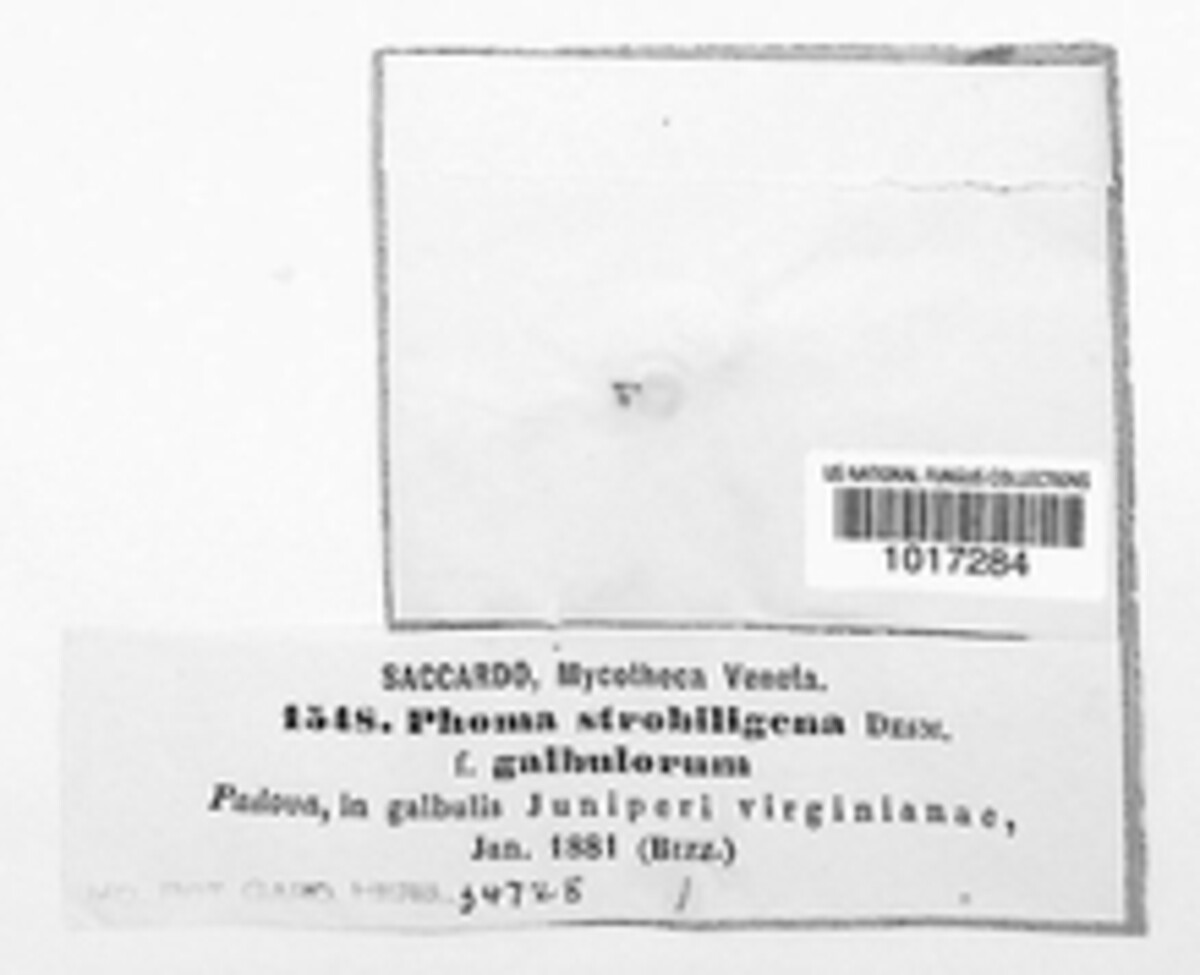 US NATIONAL FUNGUS COLLECTIONS
1017284
SACCARDO, Mycotheca Veneta.
1548. Phoma strobiligena DESM.
f. galbulorum
Padova, in galbulis Juniperi virginianae,
Jan. 1881 (BIZZ.)
34728